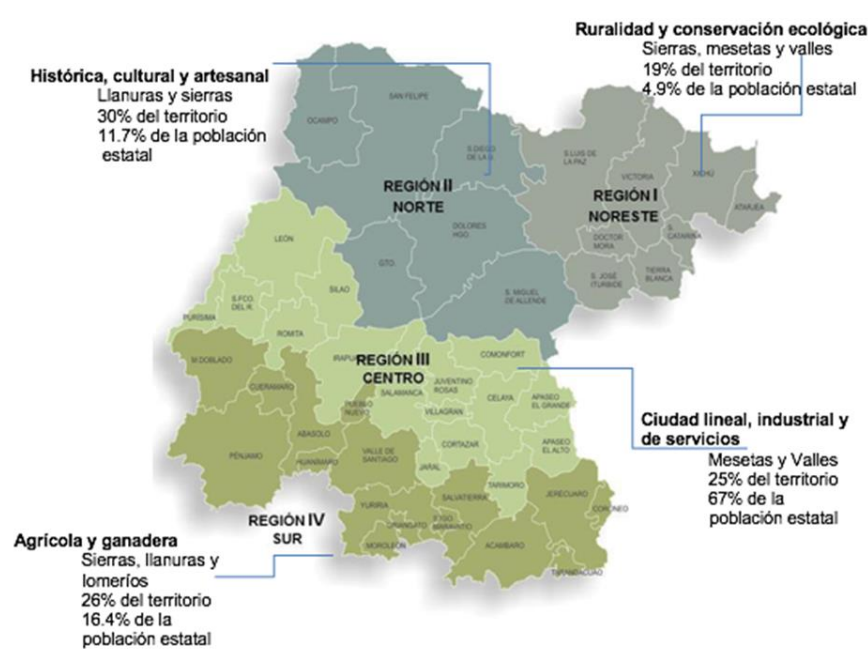 Ruralidad y conservación ecológica
Sierras, mesetas y valles
19% del territorio
4.9% de la población estatal
Histórica, cultural y artesanal
Llanuras y sierras
30% del territorio
11.7% de la población
estatal
SAN FELIPE
OCAMPO
S.DIEGO
DE LA U.
S.LUIS DE
LA PAZ
VICTORIA
XICHÚ
ATARJEA
REGIÓN II
NORTE
REGIÓN I
NORESTE
DOLORES
HGO.
DOCTOR
MORA
S.
CATARINA
S. JOSÉ
ITURBIDE
TIERRA
BLANCA
LEÓN
GTO.
SILAO
S. MIGUEL
DE ALLENDE
S.FCO.
DEL R.
PURÍSIMA
ROMITA
M.DOBLADO
REGIÓN III
CENTRO
COMONFORT
CUERÁMARO
SALAMANCA
JUVENTINO
ROSAS
CELAYA
APASEO
EL GRANDE
PUEBLO
NUEVO
VILLAGRAN
ABASOLO
CORTAZAR
APASEO
EL ALTO
PÉNJAMO
HUANÍMARO
VALLE DE
SANTIAGO
JARAL
TARIMORO
Ciudad lineal, industrial y
de servicios
Mesetas y Valles
25% del territorio
67% de la
población estatal
YURIRIA
SALVATIERRA
JERECUARO
CORONEO
REGIÓN IV
SUR
MOROLEÓN
ACAMBARO
Agrícola y ganadera
Sierras, llanuras y
lomeríos
26% del territorio
16.4% de la
población estatal